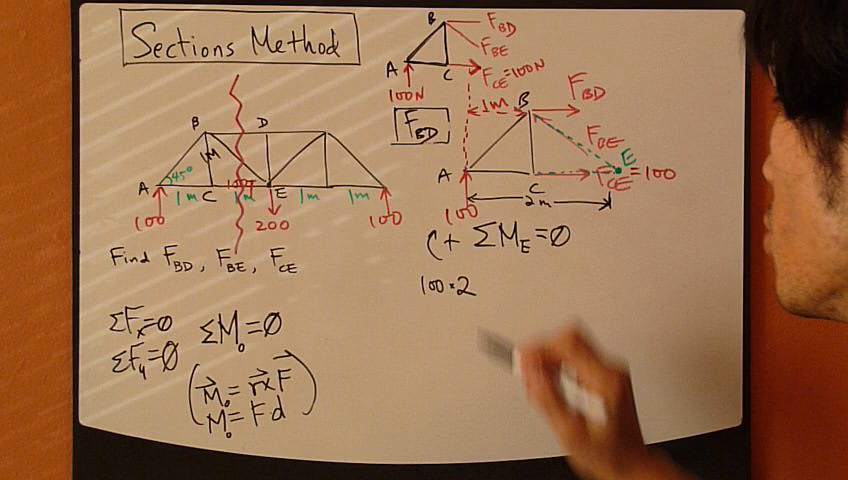 Sections Method
B
F_BD
F_BE
A
C
F_CE=100N
100N
F_BD
1m
B
F_BD
F_BE
E
A
C
F_CE=100
2m
100
B
D
1M
45°
A
1m
C
1m
E
1m
1m
100
200
100
Find F_BD, F_BE, F_CE
ΣF_x=0
ΣF_y=0
ΣM_o=0
(M_o = r x F)
(M_o = F d)
C+ ΣM_E=0
100·2